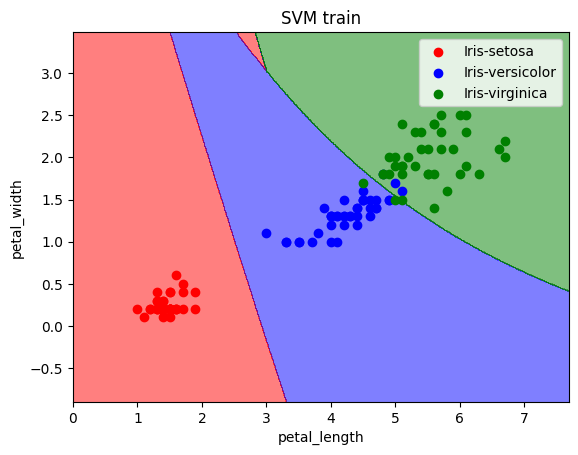 SVM train
Iris-setosa
Iris-versicolor
Iris-virginica
petal_width
3.0
2.5
2.0
1.5
1.0
0.5
0.0
−0.5
0 1 2 3 4 5 6 7
petal_length